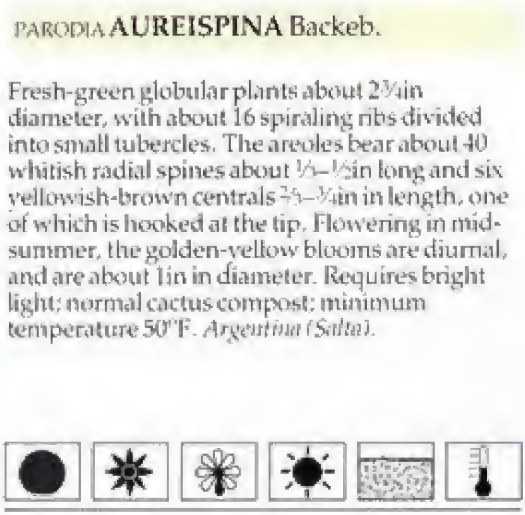 PARODIA AUREISPINA Backeb.
Fresh-green globular plants about 2¾in
diameter, with about 16 spiraling ribs divided
into small tubercles. The areoles bear about 40
whitish radial spines about ⅓–½in long and six
yellowish-brown centrals ⅔–¾in in length, one
of which is hooked at the tip. Flowering in mid-
summer, the golden-yellow blooms are diurnal,
and are about 1in in diameter. Requires bright
light; normal cactus compost; minimum
temperature 50°F. Argentina (Salta).